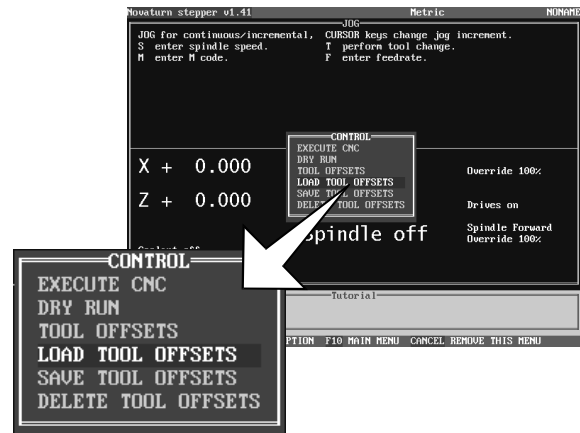 Novaturn stepper v1.41 Metric NONAME
JOG
JOG for continuous/incremental, CURSOR keys change jog increment.
S enter spindle speed. T perform tool change.
M enter M code. F enter feedrate.
CONTROL
EXECUTE CNC
DRY RUN
TOOL OFFSETS
LOAD TOOL OFFSETS
SAVE TOOL OFFSETS
DELETE TOOL OFFSETS
X + 0.000 Override 100%
Z + 0.000 Drives on
Spindle off
Spindle Forward
Override 100%
Coolant off
Tutorial
CONTROL
EXECUTE CNC
DRY RUN
TOOL OFFSETS
LOAD TOOL OFFSETS
SAVE TOOL OFFSETS
DELETE TOOL OFFSETS
F10 MAIN MENU CANCEL REMOVE THIS MENU